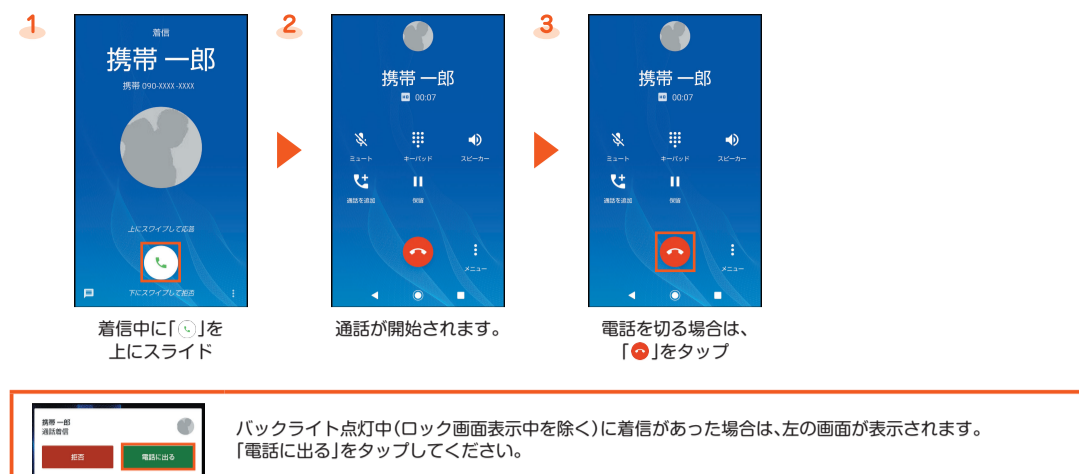 1
着信
携帯 一郎
携帯 090-XXXX-XXXX
上にスワイプして応答
下にスワイプして拒否
着信中に「」を
上にスライド
2
携帯 一郎
HD 00:07
ミュート
キーパッド
スピーカー
通話を追加
保留
メニュー
通話が開始されます。
3
携帯 一郎
HD 00:07
ミュート
キーパッド
スピーカー
通話を追加
保留
メニュー
電話を切る場合は、
「」をタップ
携帯 一郎
通話着信
拒否
電話に出る
バックライト点灯中(ロック画面表示中を除く)に着信があった場合は、左の画面が表示されます。
「電話に出る」をタップしてください。